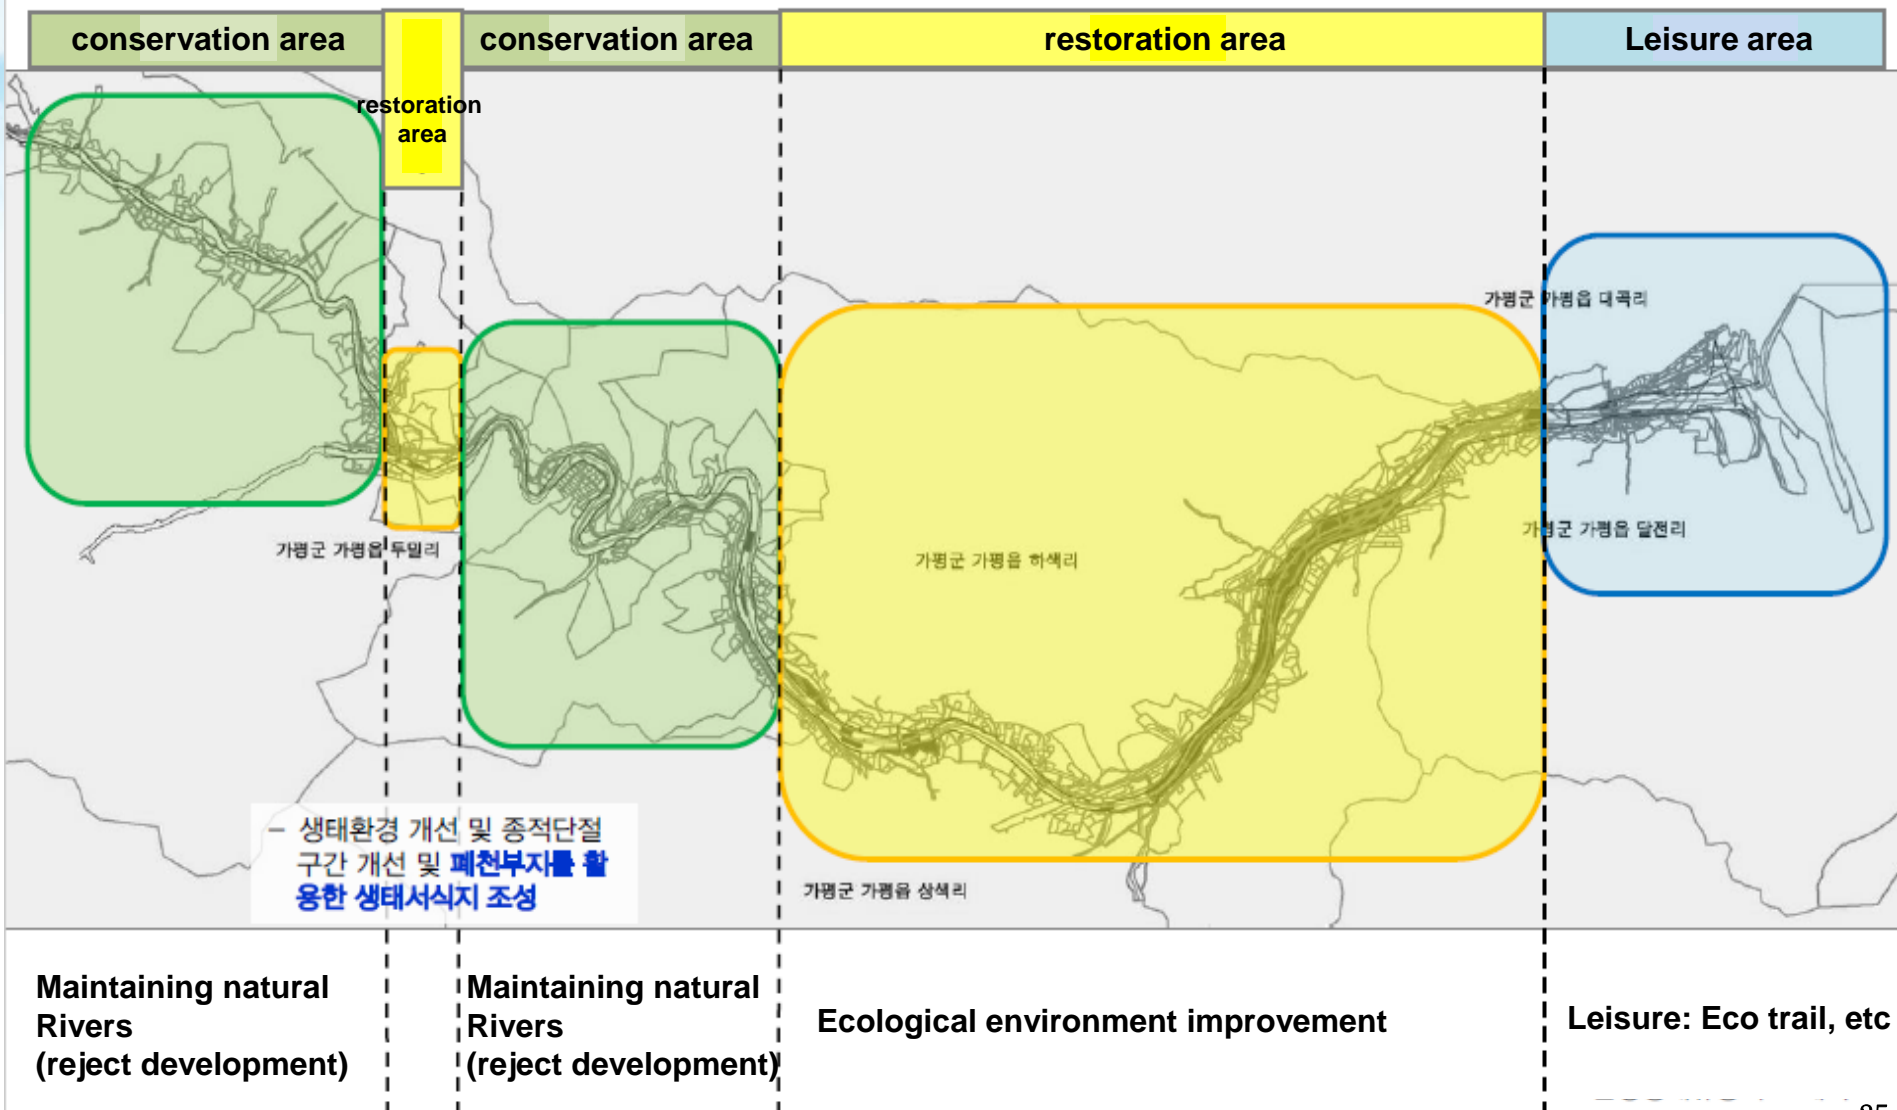 conservation area
restoration
area
conservation area
restoration area
Leisure area
가평군 가평읍 대곡리
가평군 가평읍 달전리
가평군 가평읍 두밀리
가평군 가평읍 하색리
가평군 가평읍 상색리
– 생태환경 개선 및 종적단절
구간 개선 및 폐천부지를 활
용한 생태서식지 조성
Maintaining natural
Rivers
(reject development)
Maintaining natural
Rivers
(reject development)
Ecological environment improvement
Leisure: Eco trail, etc